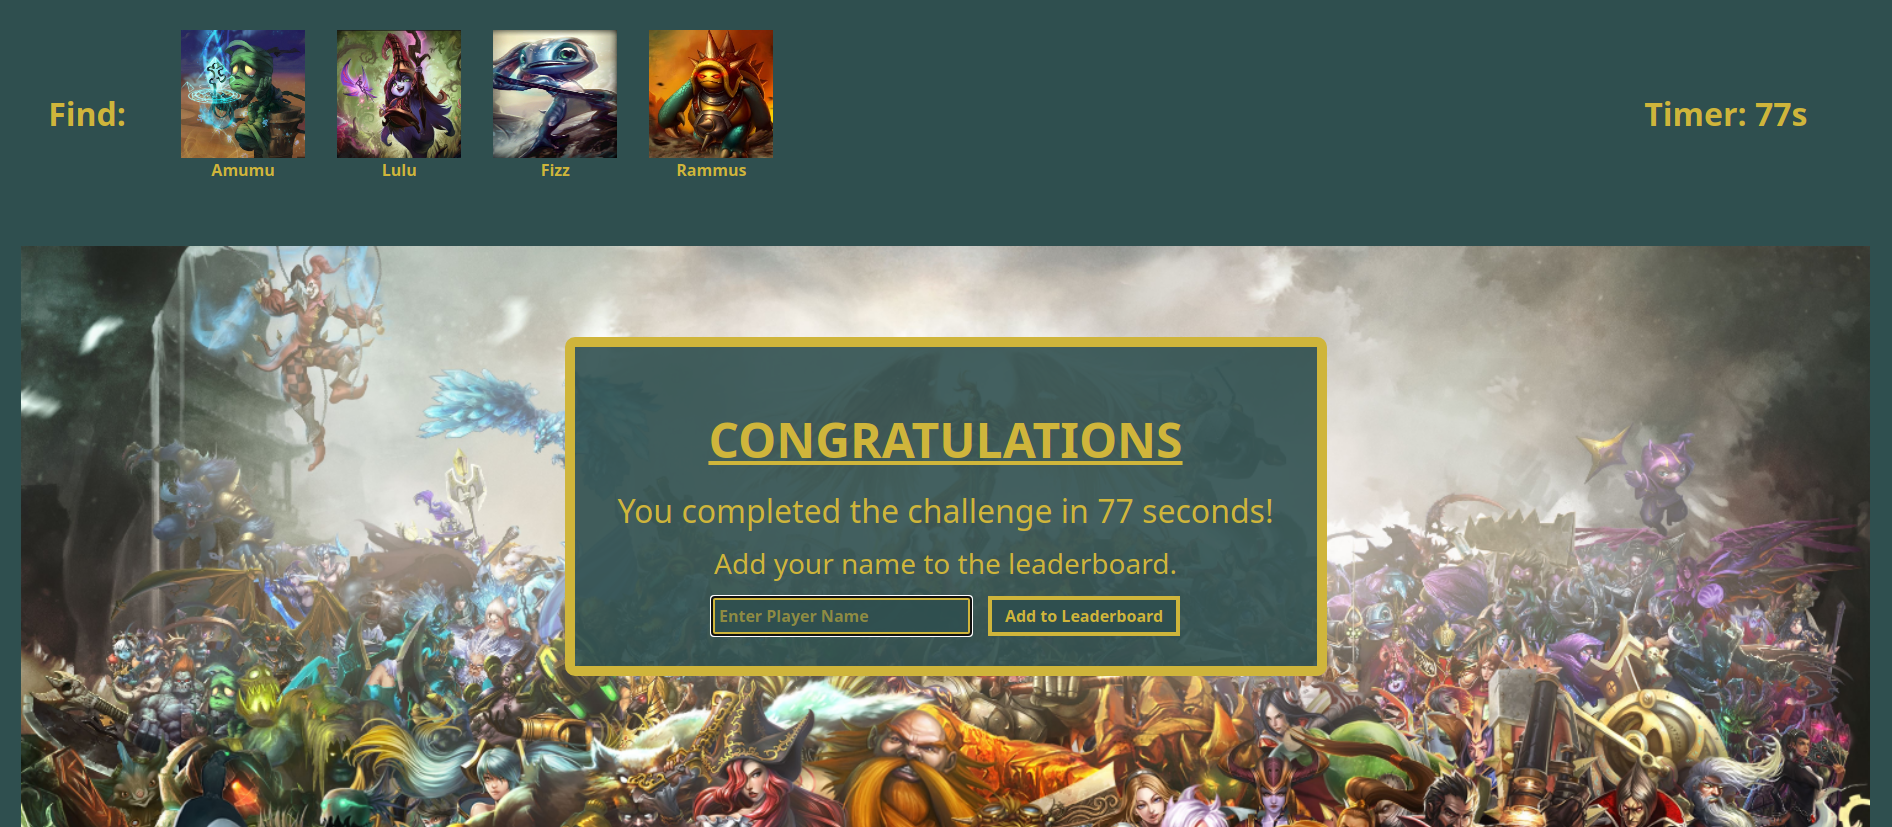 Find:
Amumu
Lulu
Fizz
Rammus
Timer: 77s
CONGRATULATIONS
You completed the challenge in 77 seconds!
Add your name to the leaderboard.
Enter Player Name
Add to Leaderboard